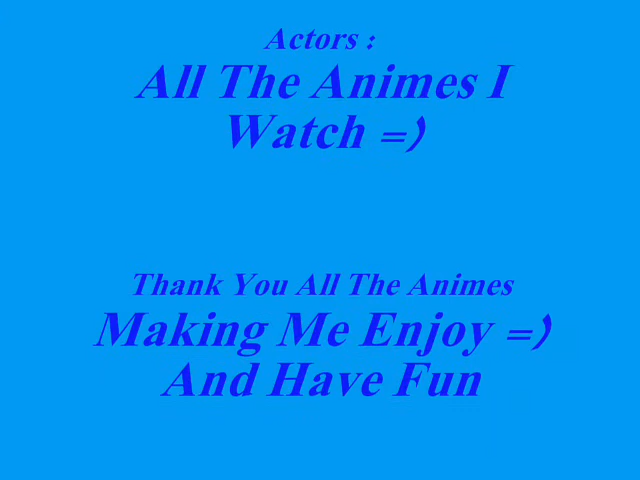 Actors :
All The Animes I
Watch =)
Thank You All The Animes
Making Me Enjoy =)
And Have Fun